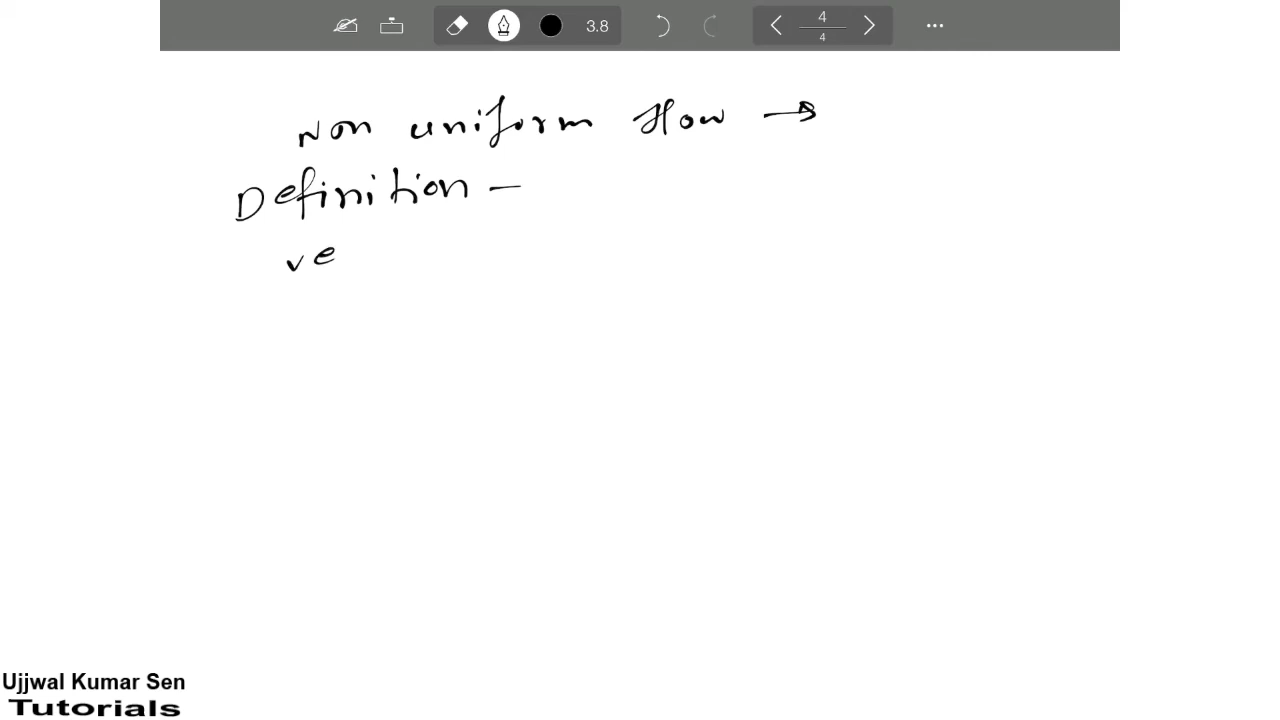 3.8
4
4
Non uniform flow →
Definition —
ve
Ujjwal Kumar Sen
Tutorials